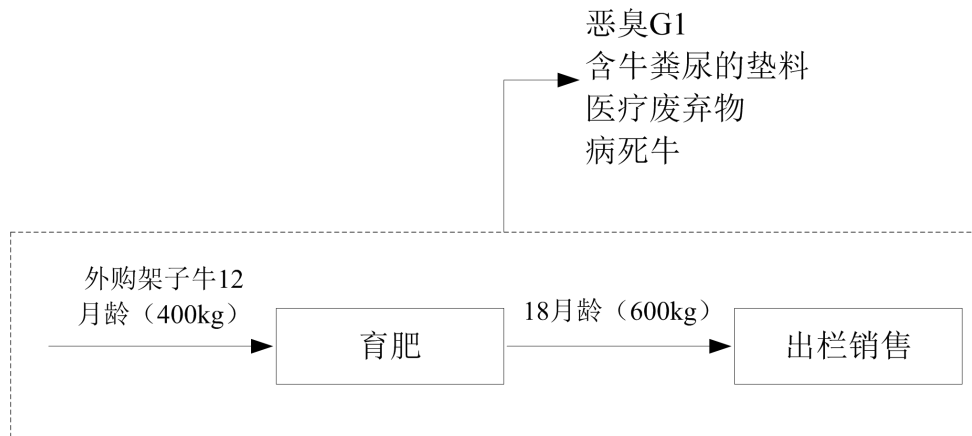 恶臭G1
含牛粪尿的垫料
医疗废弃物
病死牛
外购架子牛12
月龄（400kg）
育肥
18月龄（600kg）
出栏销售